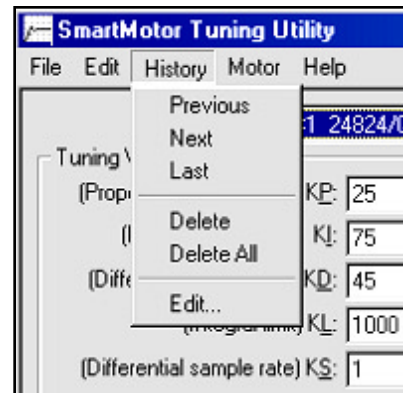 SmartMotor Tuning Utility
File Edit History Motor Help
Previous
Next
Last
Delete
Delete All
Edit...
:1 24824/0
Tuning
(Prop KP: 25
KI: 75
(Diffe KD: 45
KL: 1000
(Differential sample rate) KS: 1